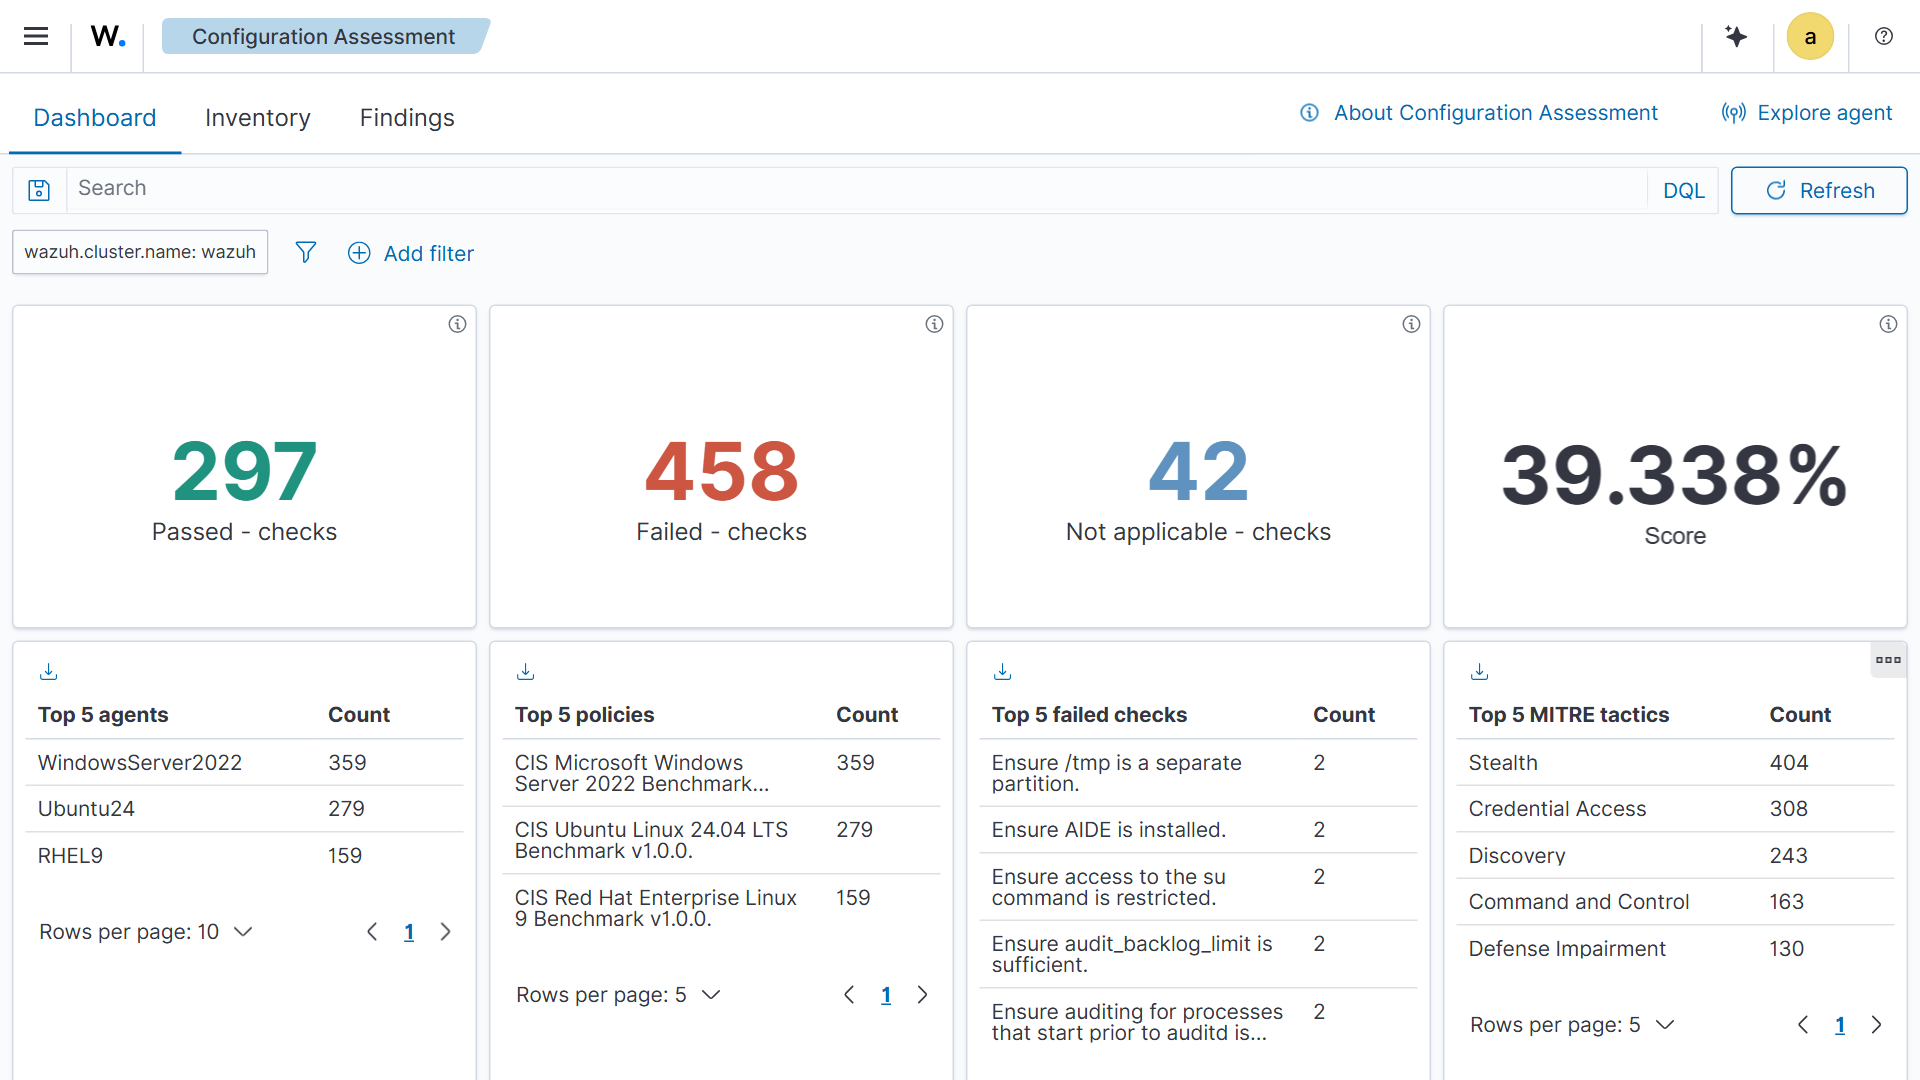 W.
Configuration Assessment
a
Dashboard
Inventory
Findings
About Configuration Assessment
Explore agent
Search
DQL
Refresh
wazuh.cluster.name: wazuh
Add filter
297
Passed - checks
458
Failed - checks
42
Not applicable - checks
39.338%
Score
Top 5 agents Count
WindowsServer2022 359
Ubuntu24 279
RHEL9 159
Rows per page: 10
1
Top 5 policies Count
CIS Microsoft Windows 359
Server 2022 Benchmark...
CIS Ubuntu Linux 24.04 LTS 279
Benchmark v1.0.0.
CIS Red Hat Enterprise Linux 159
9 Benchmark v1.0.0.
Rows per page: 5
1
Top 5 failed checks Count
Ensure /tmp is a separate 2
partition.
Ensure AIDE is installed. 2
Ensure access to the su 2
command is restricted.
Ensure audit_backlog_limit is 2
sufficient.
Ensure auditing for processes 2
that start prior to auditd is...
Top 5 MITRE tactics Count
Stealth 404
Credential Access 308
Discovery 243
Command and Control 163
Defense Impairment 130
Rows per page: 5
1